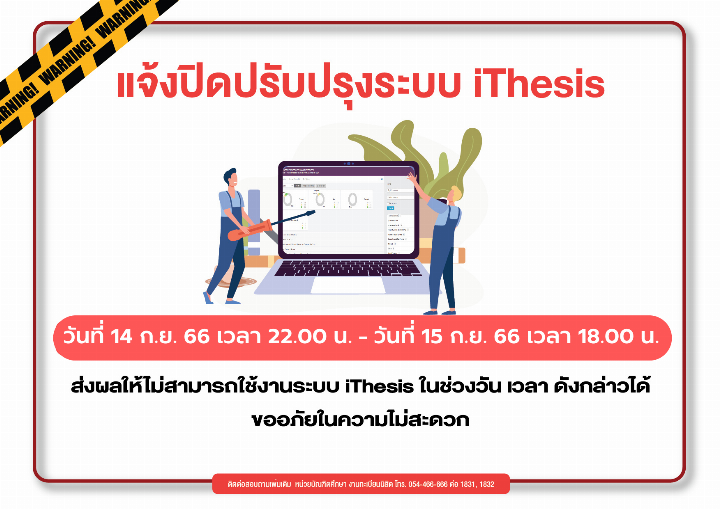 WARNING! WARNING! WARNING!
แจ้งปิดปรับปรุงระบบ iThesis
วันที่ 14 ก.ย. 66 เวลา 22.00 น. - วันที่ 15 ก.ย. 66 เวลา 18.00 น.
ส่งผลให้ไม่สามารถใช้งานระบบ iThesis ในช่วงวัน เวลา ดังกล่าวได้
ขออภัยในความไม่สะดวก
ติดต่อสอบถามเพิ่มเติม หน่วยบัณฑิตศึกษา งานทะเบียนนิสิต โทร. 054-466-666 ต่อ 1831, 1832